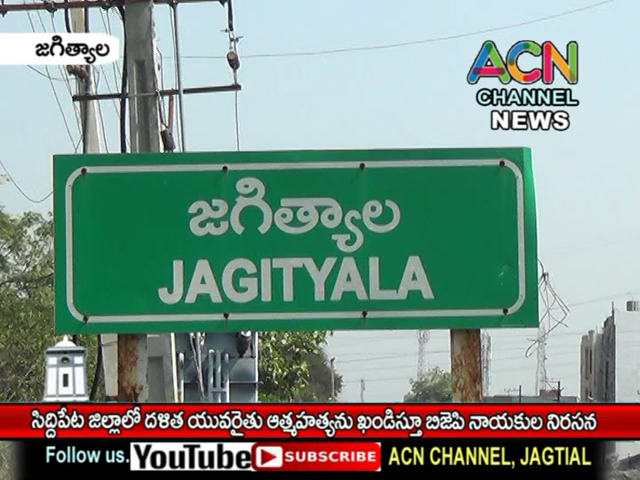 జగిత్యాల
ACN
CHANNEL
NEWS
జగిత్యాల
JAGITYALA
సిద్దిపేట జిల్లాలో దళిత యువరైతు ఆత్మహత్యను ఖండిస్తూ బిజెపి నాయకుల నిరసన
Follow us. YouTube SUBSCRIBE ACN CHANNEL, JAGTIAL